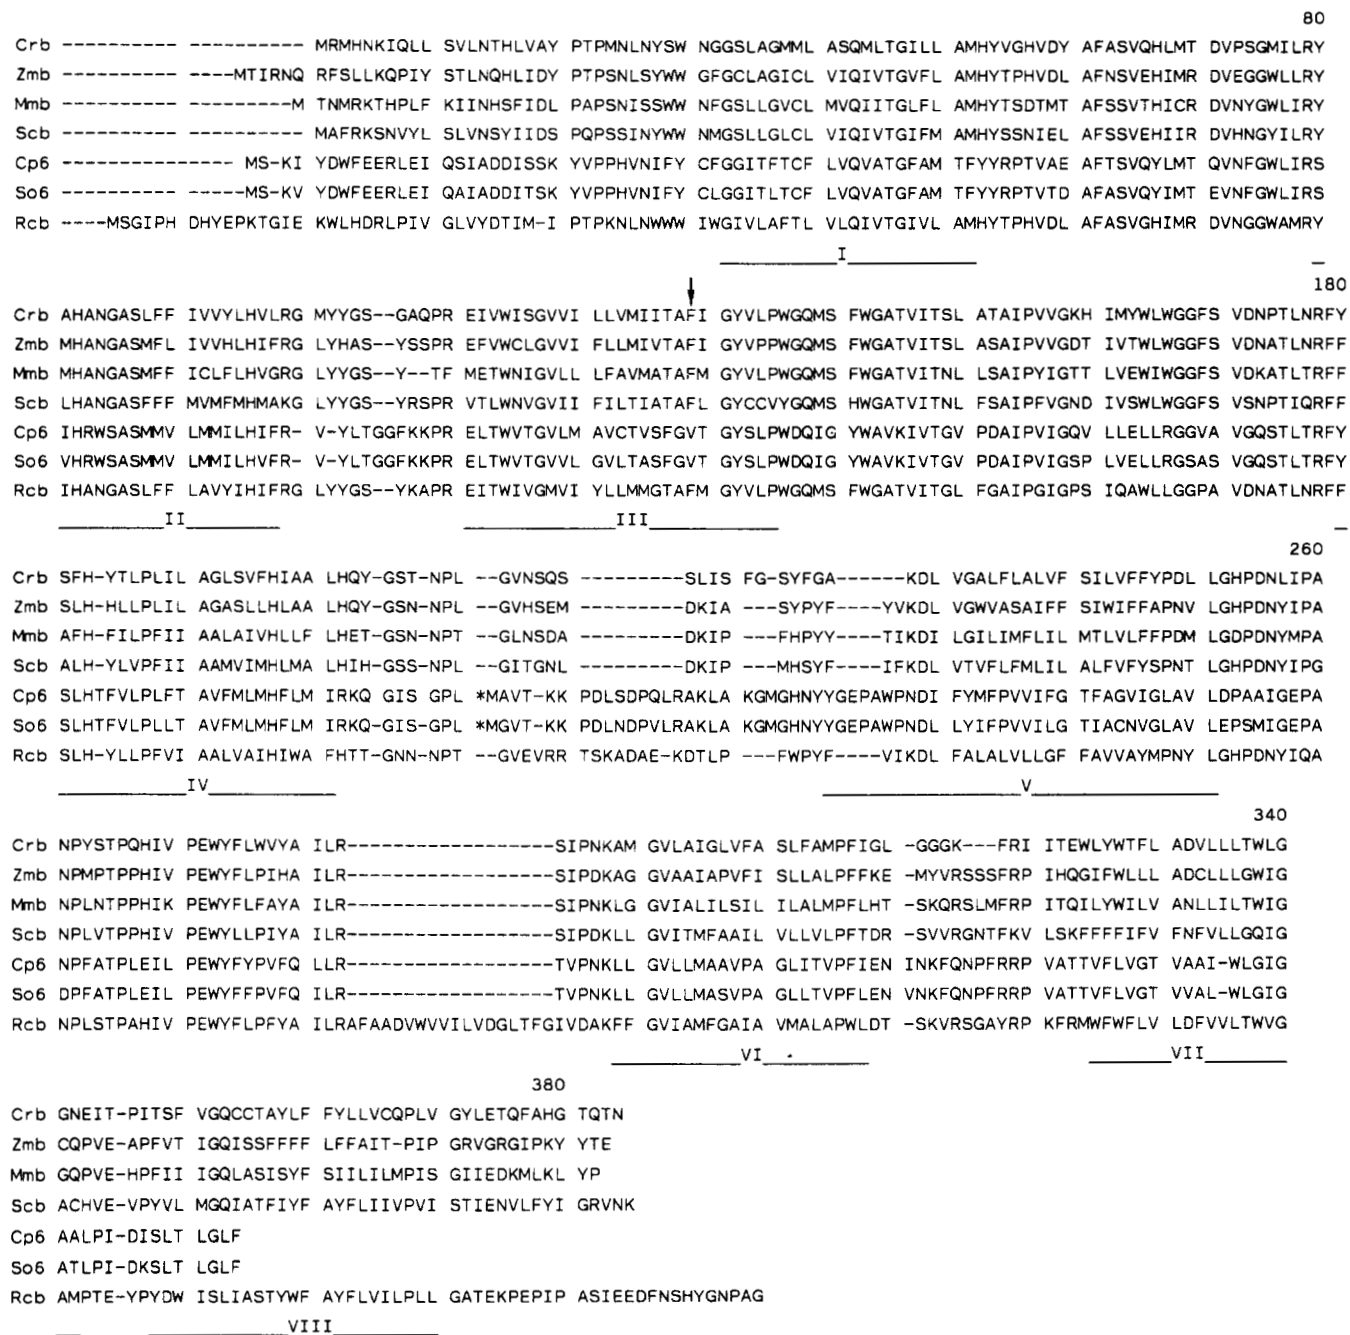 80
Crb ---------- ---------- MRMHNKIQLL SVLNTHLVAY PTPMNLNYSW NGGSLAGMML ASQMLTGILL AMHYVGHVDY AFASVQHLMT DVPSGMILRY
Zmb ---------- ----MTIRNQ RFSLLKQPIY STLNQHLIDY PTPSNLSYWW GFGCLAGICL VIQIVTGVFL AMHYTPHVDL AFNSVEHIMR DVEGGWLLRY
Mmb ---------- ---------M TNMRKTHPLF KIINHSFIDL PAPSNISSWW NFGSLLGVCL MVQIITGLFL AMHYTSDTMT AFSSVTHICR DVNYGWLIRY
Scb ---------- ---------- MAFRKSNVYL SLVNSYIIDS PQPSSINYWW NMGSLLGLCL VIQIVTGIFM AMHYSSNIEL AFSSVEHIIR DVHNGYILRY
Cp6 ---------- ----- MS-KI YDWFEERLEI QSIADDISSK YVPPHVNIFY CFGGITFTCF LVQVATGFAM TFYYRPTVAE AFTSVQYLMT QVNFGWLIRS
So6 ---------- ----- MS-KV YDWFEERLEI QAIADDITSK YVPPHVNIFY CLGGITLTCF LVQVATGFAM TFYYRPTVTD AFASVQYIMT EVNFGWLIRS
Rcb ----MSGIPH DHYEPKTGIE KWLHDRLPIV GLVYDTIM-I PTPKNLNWWW IWGIVLAFTL VLQIVTGIVL AMHYTPHVDL AFASVGHIMR DVNGGWAMRY
I
180
Crb AHANGASLFF IVVYLHVLRG MYYGS--GAQPR EIVWISGVVI LLVMIITAFI GYVLPWGQMS FWGATVITSL ATAIPVVGKH IMYWLWGGFS VDNPTLNRFY
Zmb MHANGASMFL IVVHLHIFRG LYHAS--YSSPR EFVWCLGVVI FLLMIVTAFI GYVPPWGQMS FWGATVITSL ASAIPVVGDT IVTWLWGGFS VDNATLNRFF
Mmb MHANGASMFF ICLFLHVGRG LYYGS--Y--TF METWNIGVLL LFAVMATAFM GYVLPWGQMS FWGATVITNL LSAIPYIGTT LVEWIWGGFS VDKATLTRFF
Scb LHANGASFFF MVMFMHMAKG LYYGS--YRSPR VTLWNVGVII FILTIATAFL GYCCVYGQMS HWGATVITNL FSAIPFVGND IVSWLWGGFS VSNPTIQRFF
Cp6 IHRWSASMMV LMMILHIFR- V-YLTGGFKKPR ELTWVTGVLM AVCTVSFGVT GYSLPWDQIG YWAVKIVTGV PDAIPVIGQV LLELLRGGVA VGQSTLTRFY
So6 VHRWSASMMV LMMILHVFR- V-YLTGGFKKPR ELTWVTGVVL GVLTASFGVT GYSLPWDQIG YWAVKIVTGV PDAIPVIGSP LVELLRGSAS VGQSTLTRFY
Rcb IHANGASLFF LAVYIHIFRG LYYGS--YKAPR EITWIVGMVI YLLMMGTAFM GYVLPWGQMS FWGATVITGL FGAIPGIGPS IQAWLLGGPA VDNATLNRFF
II III
260
Crb SFH-YTLPLIL AGLSVFHIAA LHQY-GST-NPL --GVNSQS ---------SLIS FG-SYFGA------KDL VGALFLALVF SILVFFYPDL LGHPDNLIPA
Zmb SLH-HLLPLIL AGASLLHLAA LHQY-GSN-NPL --GVHSEM ---------DKIA ---SYPYF----YVKDL VGWVASAIFF SIWIFFAPNV LGHPDNYIPA
Mmb AFH-FILPFII AALAIVHLLF LHET-GSN-NPT --GLNSDA ---------DKIP ---FHPYY----TIKDI LGILIMFLIL MTLVLFFPDM LGDPDNYMPA
Scb ALH-YLVPFII AAMVIMHLMA LHIH-GSS-NPL --GITGNL ---------DKIP ---MHSYF----IFKDL VTVFLFMLIL ALFVFYSPNT LGHPDNYIPG
Cp6 SLHTFVLPLFT AVFMLMHFLM IRKQ GIS GPL *MAVT-KK PDLSDPQLRAKLA KGMGHNYYGEPAWPNDI FYMFPVVIFG TFAGVIGLAV LDPAAIGEPA
So6 SLHTFVLPLLT AVFMLMHFLM IRKQ-GIS-GPL *MGVT-KK PDLNDPVLRAKLA KGMGHNYYGEPAWPNDL LYIFPVVILG TIACNVGLAV LEPSMIGEPA
Rcb SLH-YLLPFVI AALVAIHIWA FHTT-GNN-NPT --GVEVRR TSKADAE-KDTLP ---FWPYF----VIKDL FALALVLLGF FAVVAYMPNY LGHPDNYIQA
IV V
340
Crb NPYSTPQHIV PEWYFLWVYA ILR------------------SIPNKAM GVLAIGLVFA SLFAMPFIGL -GGGK---FRI ITEWLYWTFL ADVLLLTWLG
Zmb NPMPTPPHIV PEWYFLPIHA ILR------------------SIPDKAG GVAAIAPVFI SLLALPFFKE -MYVRSSSFRP IHQGIFWLLL ADCLLLGWIG
Mmb NPLNTPPHIK PEWYFLFAYA ILR------------------SIPNKLG GVIALILSIL ILALMPFLHT -SKQRSLMFRP ITQILYWILV ANLLILTWIG
Scb NPLVTPPHIV PEWYLLPIYA ILR------------------SIPDKLL GVITMFAAIL VLLVLPFTDR -SVVRGNTFKV LSKFFFFIFV FNFVLLGQIG
Cp6 NPFATPLEIL PEWYFYPVFQ LLR------------------TVPNKLL GVLLMAAVPA GLITVPFIEN INKFQNPFRRP VATTVFLVGT VAAI-WLGIG
So6 DPFATPLEIL PEWYFFPVFQ ILR------------------TVPNKLL GVLLMASVPA GLLTVPFLEN VNKFQNPFRRP VATTVFLVGT VVAL-WLGIG
Rcb NPLSTPAHIV PEWYFLPFYA ILRAFAADVWVVILVDGLTFGIVDAKFF GVIAMFGAIA VMALAPWLDT -SKVRSGAYRP KFRMWFWFLV LDFVVLTWVG
VI VII
380
Crb GNEIT-PITSF VGQCCTAYLF FYLLVCQPLV GYLETQFAHG TQTN
Zmb CQPVE-APFVT IGQISSFFFF LFFAIT-PIP GRVGRGIPKY YTE
Mmb GQPVE-HPFII IGQLASISYF SIILILMPIS GIIEDKMLKL YP
Scb ACHVE-VPYVL MGQIATFIYF AYFLIIVPVI STIENVLFYI GRVNK
Cp6 AALPI-DISLT LGLF
So6 ATLPI-DKSLT LGLF
Rcb AMPTE-YPYDW ISLIASTYWF AYFLVILPLL GATEKPEPIP ASIEEDFNSHYGNPAG
VIII